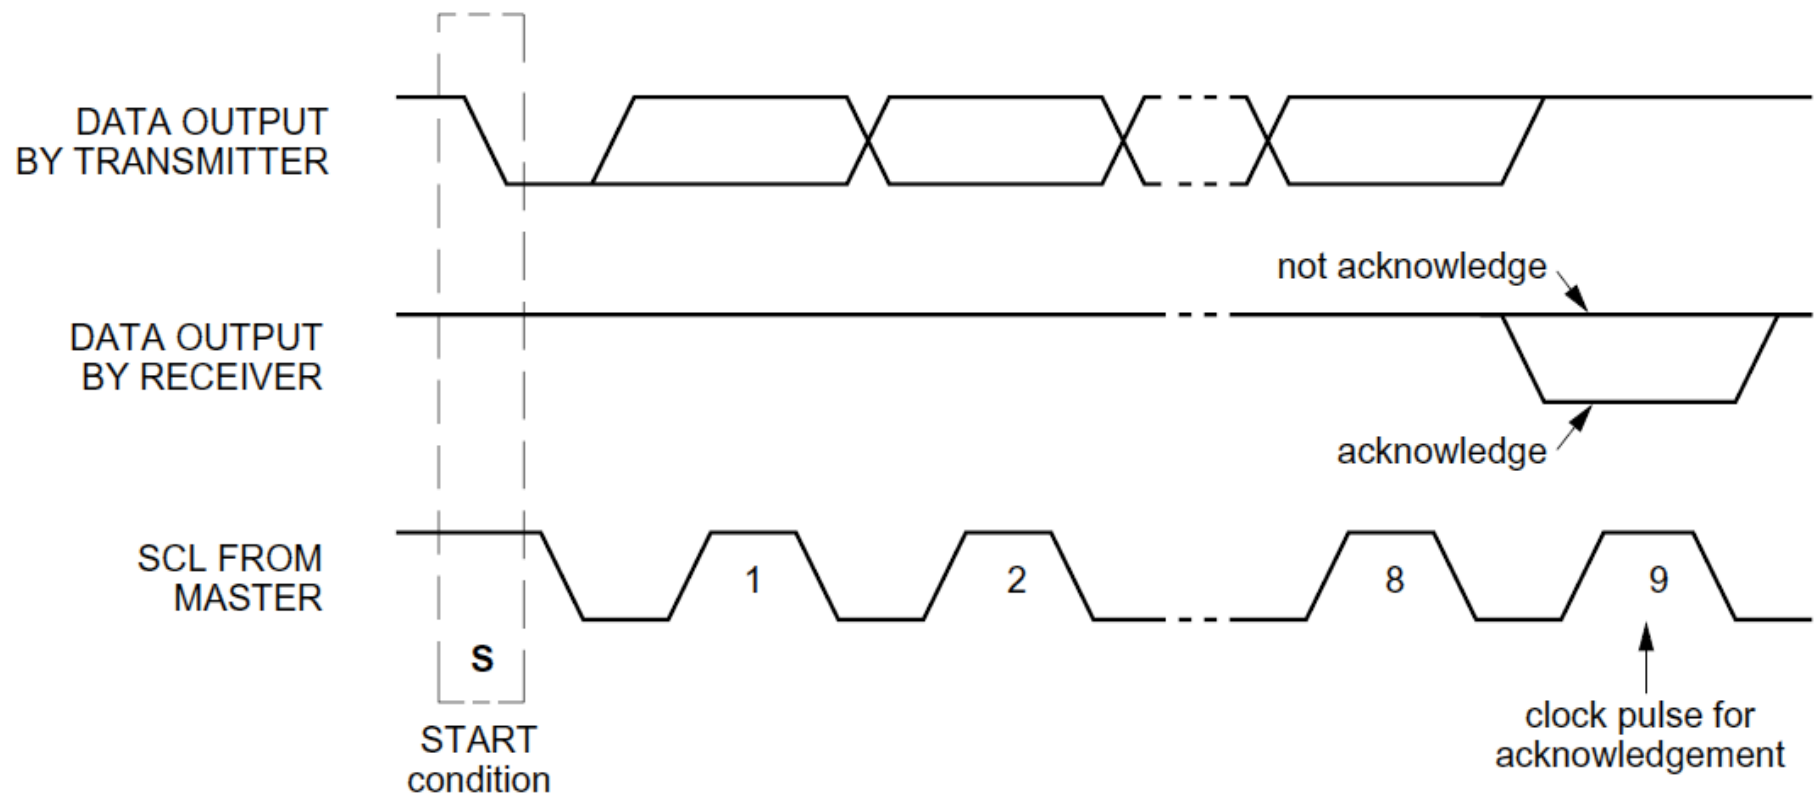 DATA OUTPUT
BY TRANSMITTER
not acknowledge
DATA OUTPUT
BY RECEIVER
acknowledge
SCL FROM
MASTER
1
2
8
9
S
START
condition
clock pulse for
acknowledgement